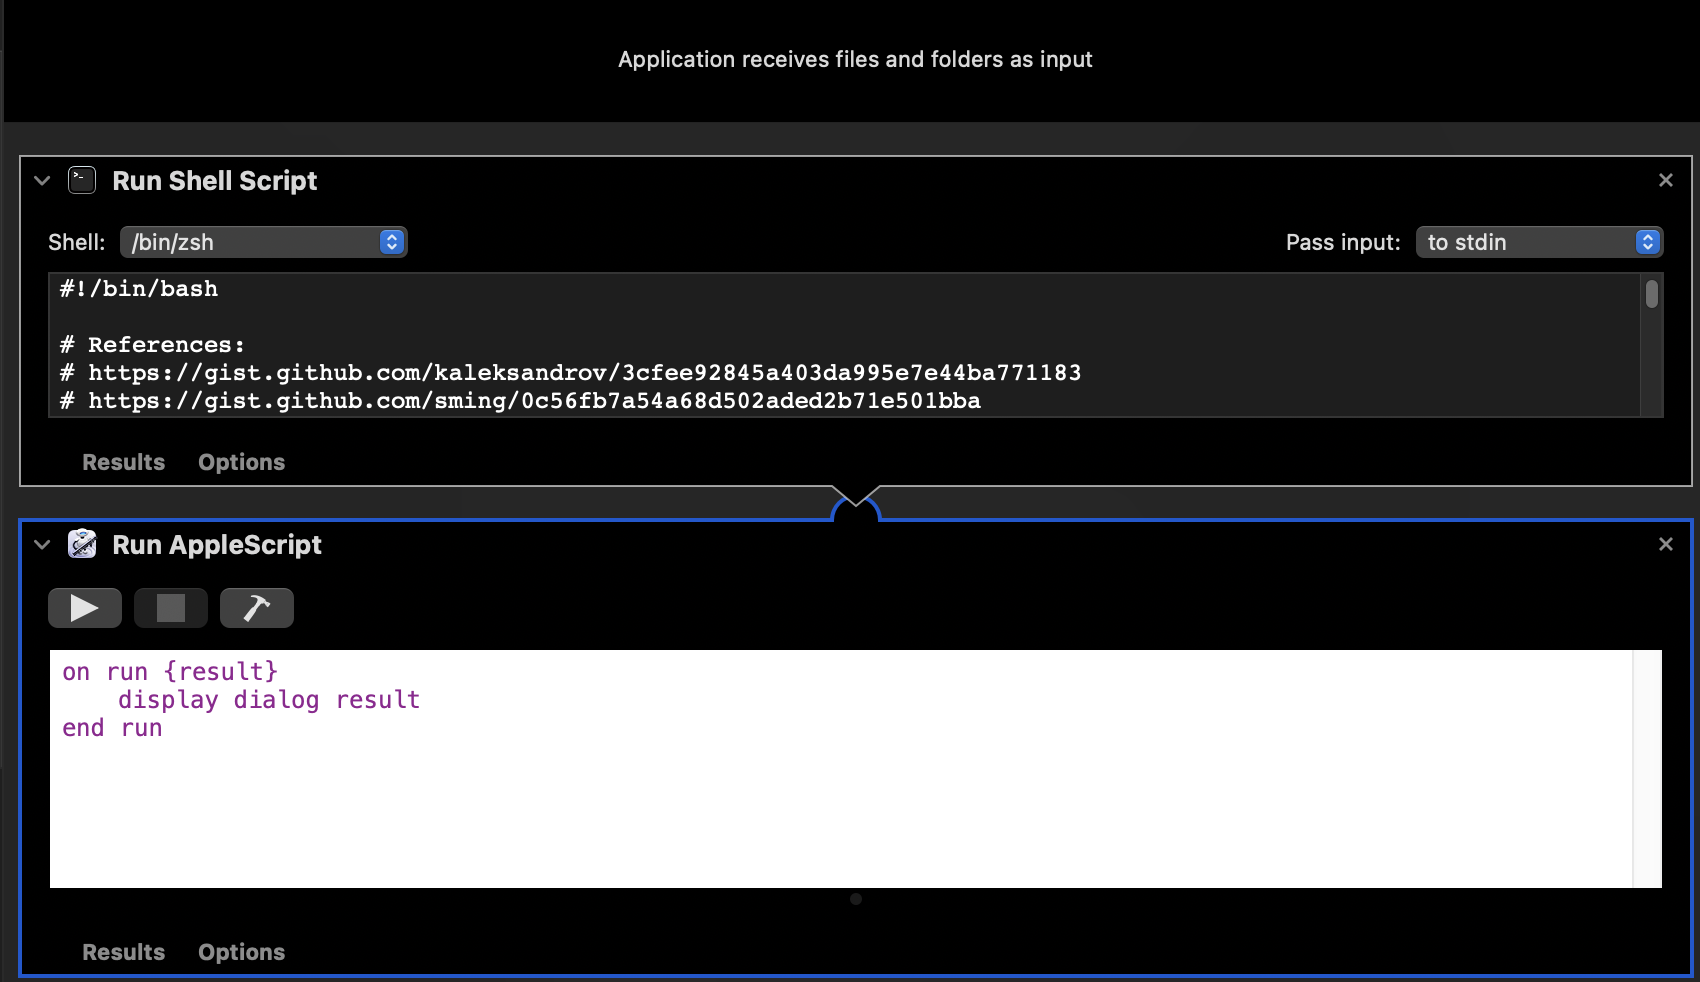 Application receives files and folders as input
Run Shell Script
Shell: /bin/zsh Pass input: to stdin
#!/bin/bash
# References:
# https://gist.github.com/kaleksandrov/3cfee92845a403da995e7e44ba771183
# https://gist.github.com/sming/0c56fb7a54a68d502aded2b71e501bba
Results Options
Run AppleScript
on run {result}
display dialog result
end run
Results Options